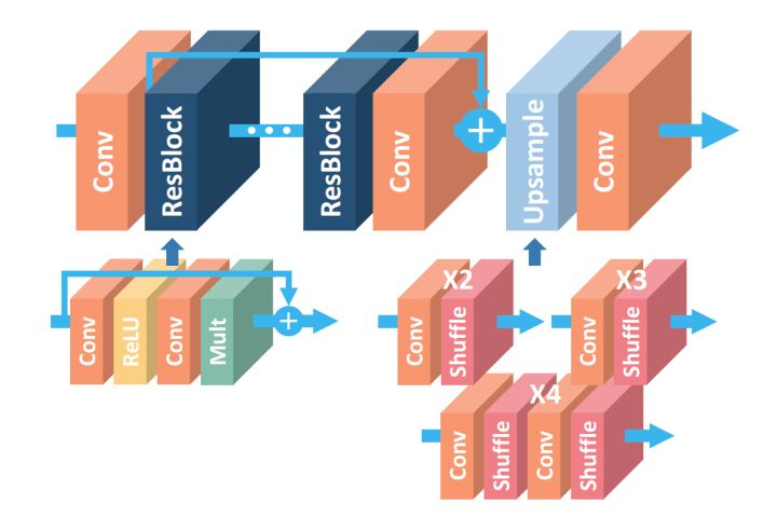 Conv
ResBlock
ResBlock
Conv
+
Upsample
Conv
Conv
ReLU
Conv
Mult
+
X2
Conv
Shuffle
X3
Conv
Shuffle
X4
Conv
Shuffle
Conv
Shuffle